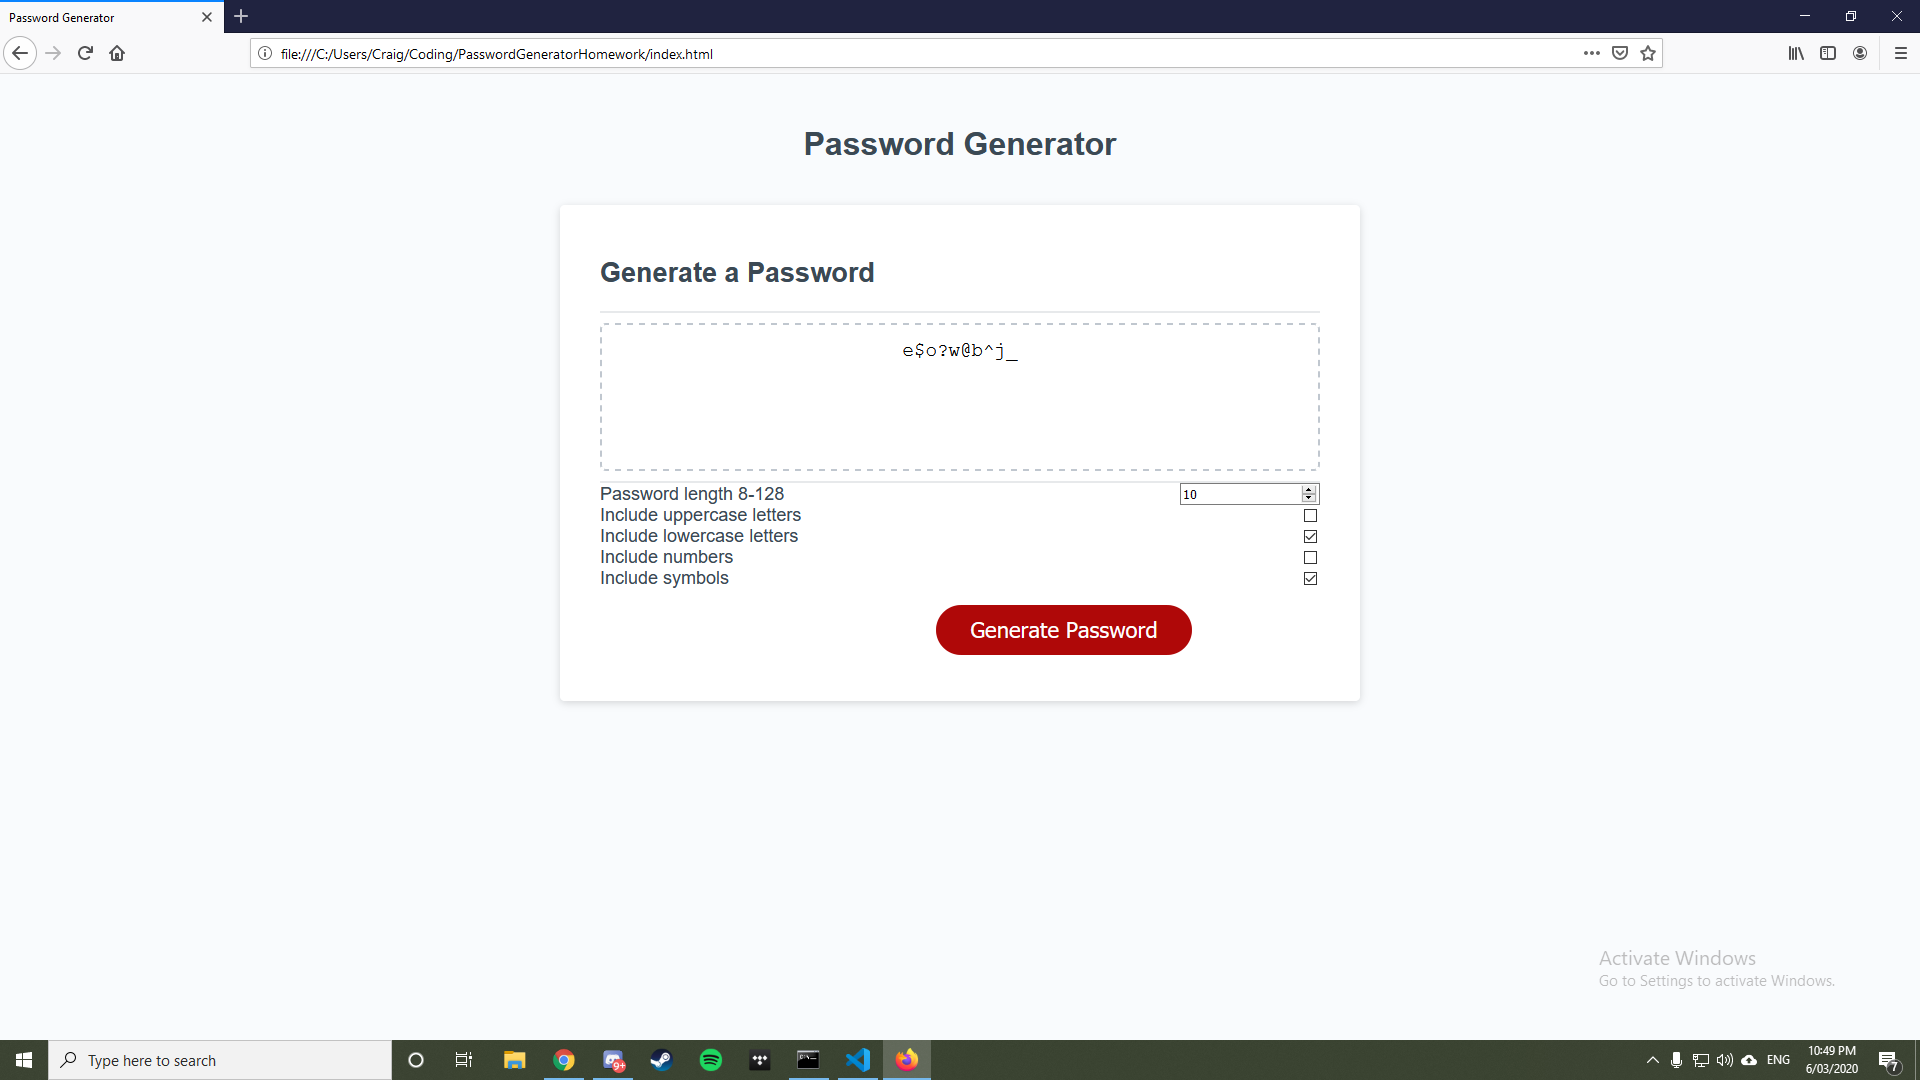 Password Generator
file:///C:/Users/Craig/Coding/PasswordGeneratorHomework/index.html
Password Generator
Generate a Password
e$o?w@b^j_
Password length 8-128
10
Include uppercase letters
Include lowercase letters
Include numbers
Include symbols
Generate Password
Activate Windows
Go to Settings to activate Windows.
Type here to search
9+
ENG
10:49 PM
6/03/2020
7